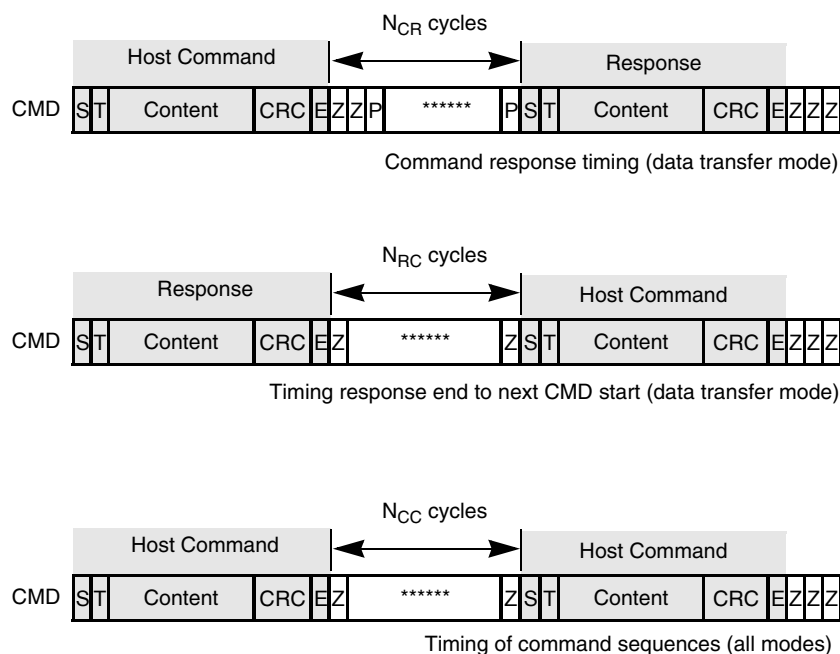 N_CR cycles
Host Command Response
CMD S T Content CRC E Z Z P ****** P S T Content CRC E Z Z Z
Command response timing (data transfer mode)
N_RC cycles
Response Host Command
CMD S T Content CRC E Z ****** Z S T Content CRC E Z Z Z
Timing response end to next CMD start (data transfer mode)
N_CC cycles
Host Command Host Command
CMD S T Content CRC E Z ****** Z S T Content CRC E Z Z Z
Timing of command sequences (all modes)